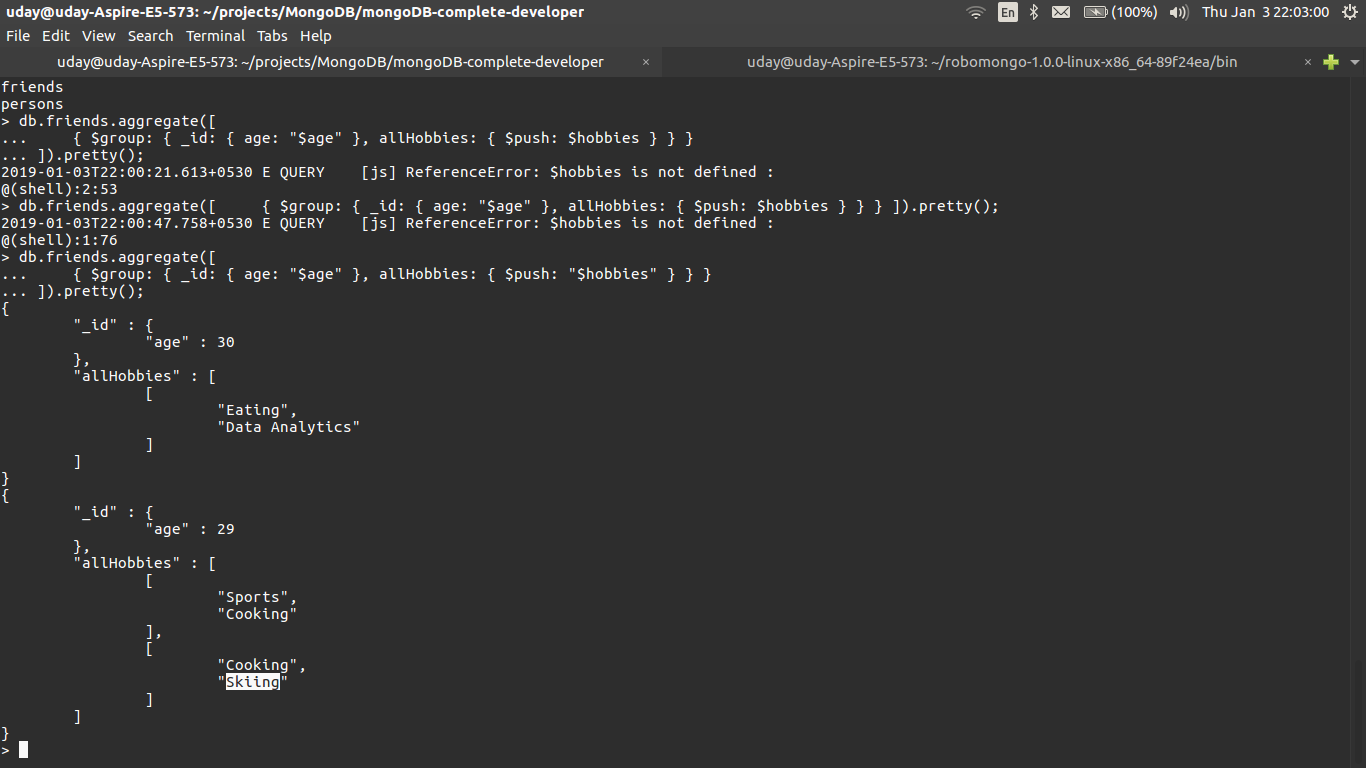 uday@uday-Aspire-E5-573: ~/projects/MongoDB/mongoDB-complete-developer
En
(100%)
Thu Jan 3 22:03:00
File Edit View Search Terminal Tabs Help
uday@uday-Aspire-E5-573: ~/projects/MongoDB/mongoDB-complete-developer ×
uday@uday-Aspire-E5-573: ~/robomongo-1.0.0-linux-x86_64-89f24ea/bin ×
friends
persons
> db.friends.aggregate([
...     { $group: { _id: { age: "$age" }, allHobbies: { $push: $hobbies } } }
... ]).pretty();
2019-01-03T22:00:21.613+0530 E QUERY    [js] ReferenceError: $hobbies is not defined :
@(shell):2:53
> db.friends.aggregate([     { $group: { _id: { age: "$age" }, allHobbies: { $push: $hobbies } } } ]).pretty();
2019-01-03T22:00:47.758+0530 E QUERY    [js] ReferenceError: $hobbies is not defined :
@(shell):1:76
> db.friends.aggregate([
...     { $group: { _id: { age: "$age" }, allHobbies: { $push: "$hobbies" } } }
... ]).pretty();
{
        "_id" : {
                "age" : 30
        },
        "allHobbies" : [
                [
                        "Eating",
                        "Data Analytics"
                ]
        ]
}
{
        "_id" : {
                "age" : 29
        },
        "allHobbies" : [
                [
                        "Sports",
                        "Cooking"
                ],
                [
                        "Cooking",
                        "Skiing"
                ]
        ]
}
>